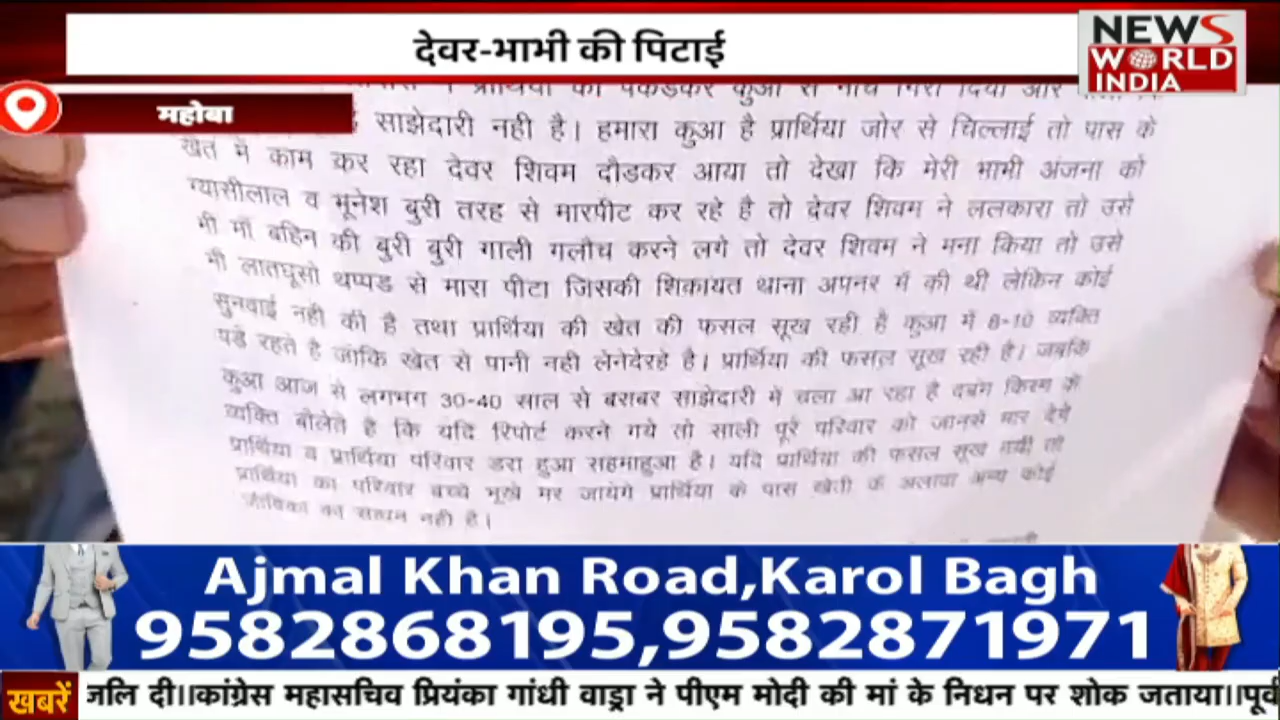 देवर-भाभी की पिटाई
NEWS
WORLD
INDIA
महोबा
प्रार्थिया को पकडकर कुआ से नीचे गिरा दिया और
साझेदारी नही है। हमारा कुआ है प्रार्थिया जोर से चिल्लाई तो पास के
खेत में काम कर रहा देवर शिवम दौडकर आया तो देखा कि मेरी भाभी अंजना को
ग्यासीलाल व भूनेश बुरी तरह से मारपीट कर रहे है तो देवर शिवम ने ललकारा तो उसे
भी माँ बहिन की बुरी बुरी गाली गलौच करने लगे तो देवर शिवम ने मना किया तो उसे
भी लातघूसो थप्पड से मारा पीटा जिसकी शिकायत थाना अपनर में की थी लेकिन कोई
सुनवाई नही की है तथा प्रार्थिया की खेत की फसल सूख रही है कुआ में 8-10 व्यक्ति
पडे रहते है जोकि खेत से पानी नही लेनेदेरहे है। प्रार्थिया की फसल सूख रही है। जबकि
कुआ आज से लगभग 30-40 साल से बराबर साझेदारी में चला आ रहा है दबंग किस्म के
व्यक्ति बोलेते है कि यदि रिपोर्ट करने गये तो साली पूरे परिवार को जानसे मार देगें
प्रार्थिया व प्रार्थिया परिवार डरा हुआ सहमाहुआ है। यदि प्रार्थिया की फसल सूख गयी तो
प्रार्थिया का परिवार बच्चे भूखे मर जायेगे प्रार्थिया के पास खेती के अलावा अन्य कोई
जीविका का साधन नही है।
Ajmal Khan Road,Karol Bagh
9582868195,9582871971
खबरें जलि दी।।कांग्रेस महासचिव प्रियंका गांधी वाड्रा ने पीएम मोदी की मां के निधन पर शोक जताया।।पूर्व